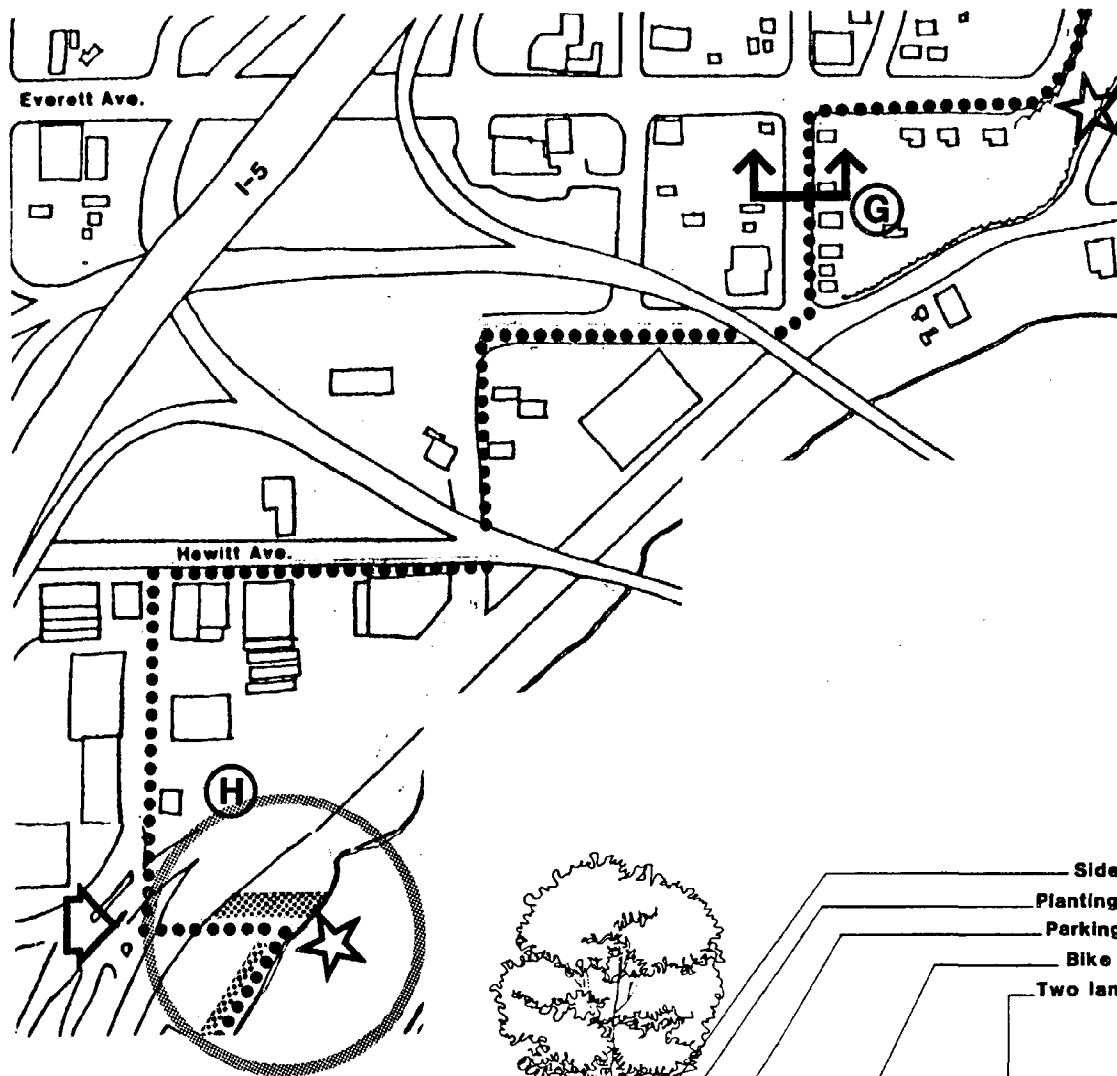 Everett Ave.
I-5
G
Hewitt Ave.
H
Side
Planting
Parking
Bike
Two lan